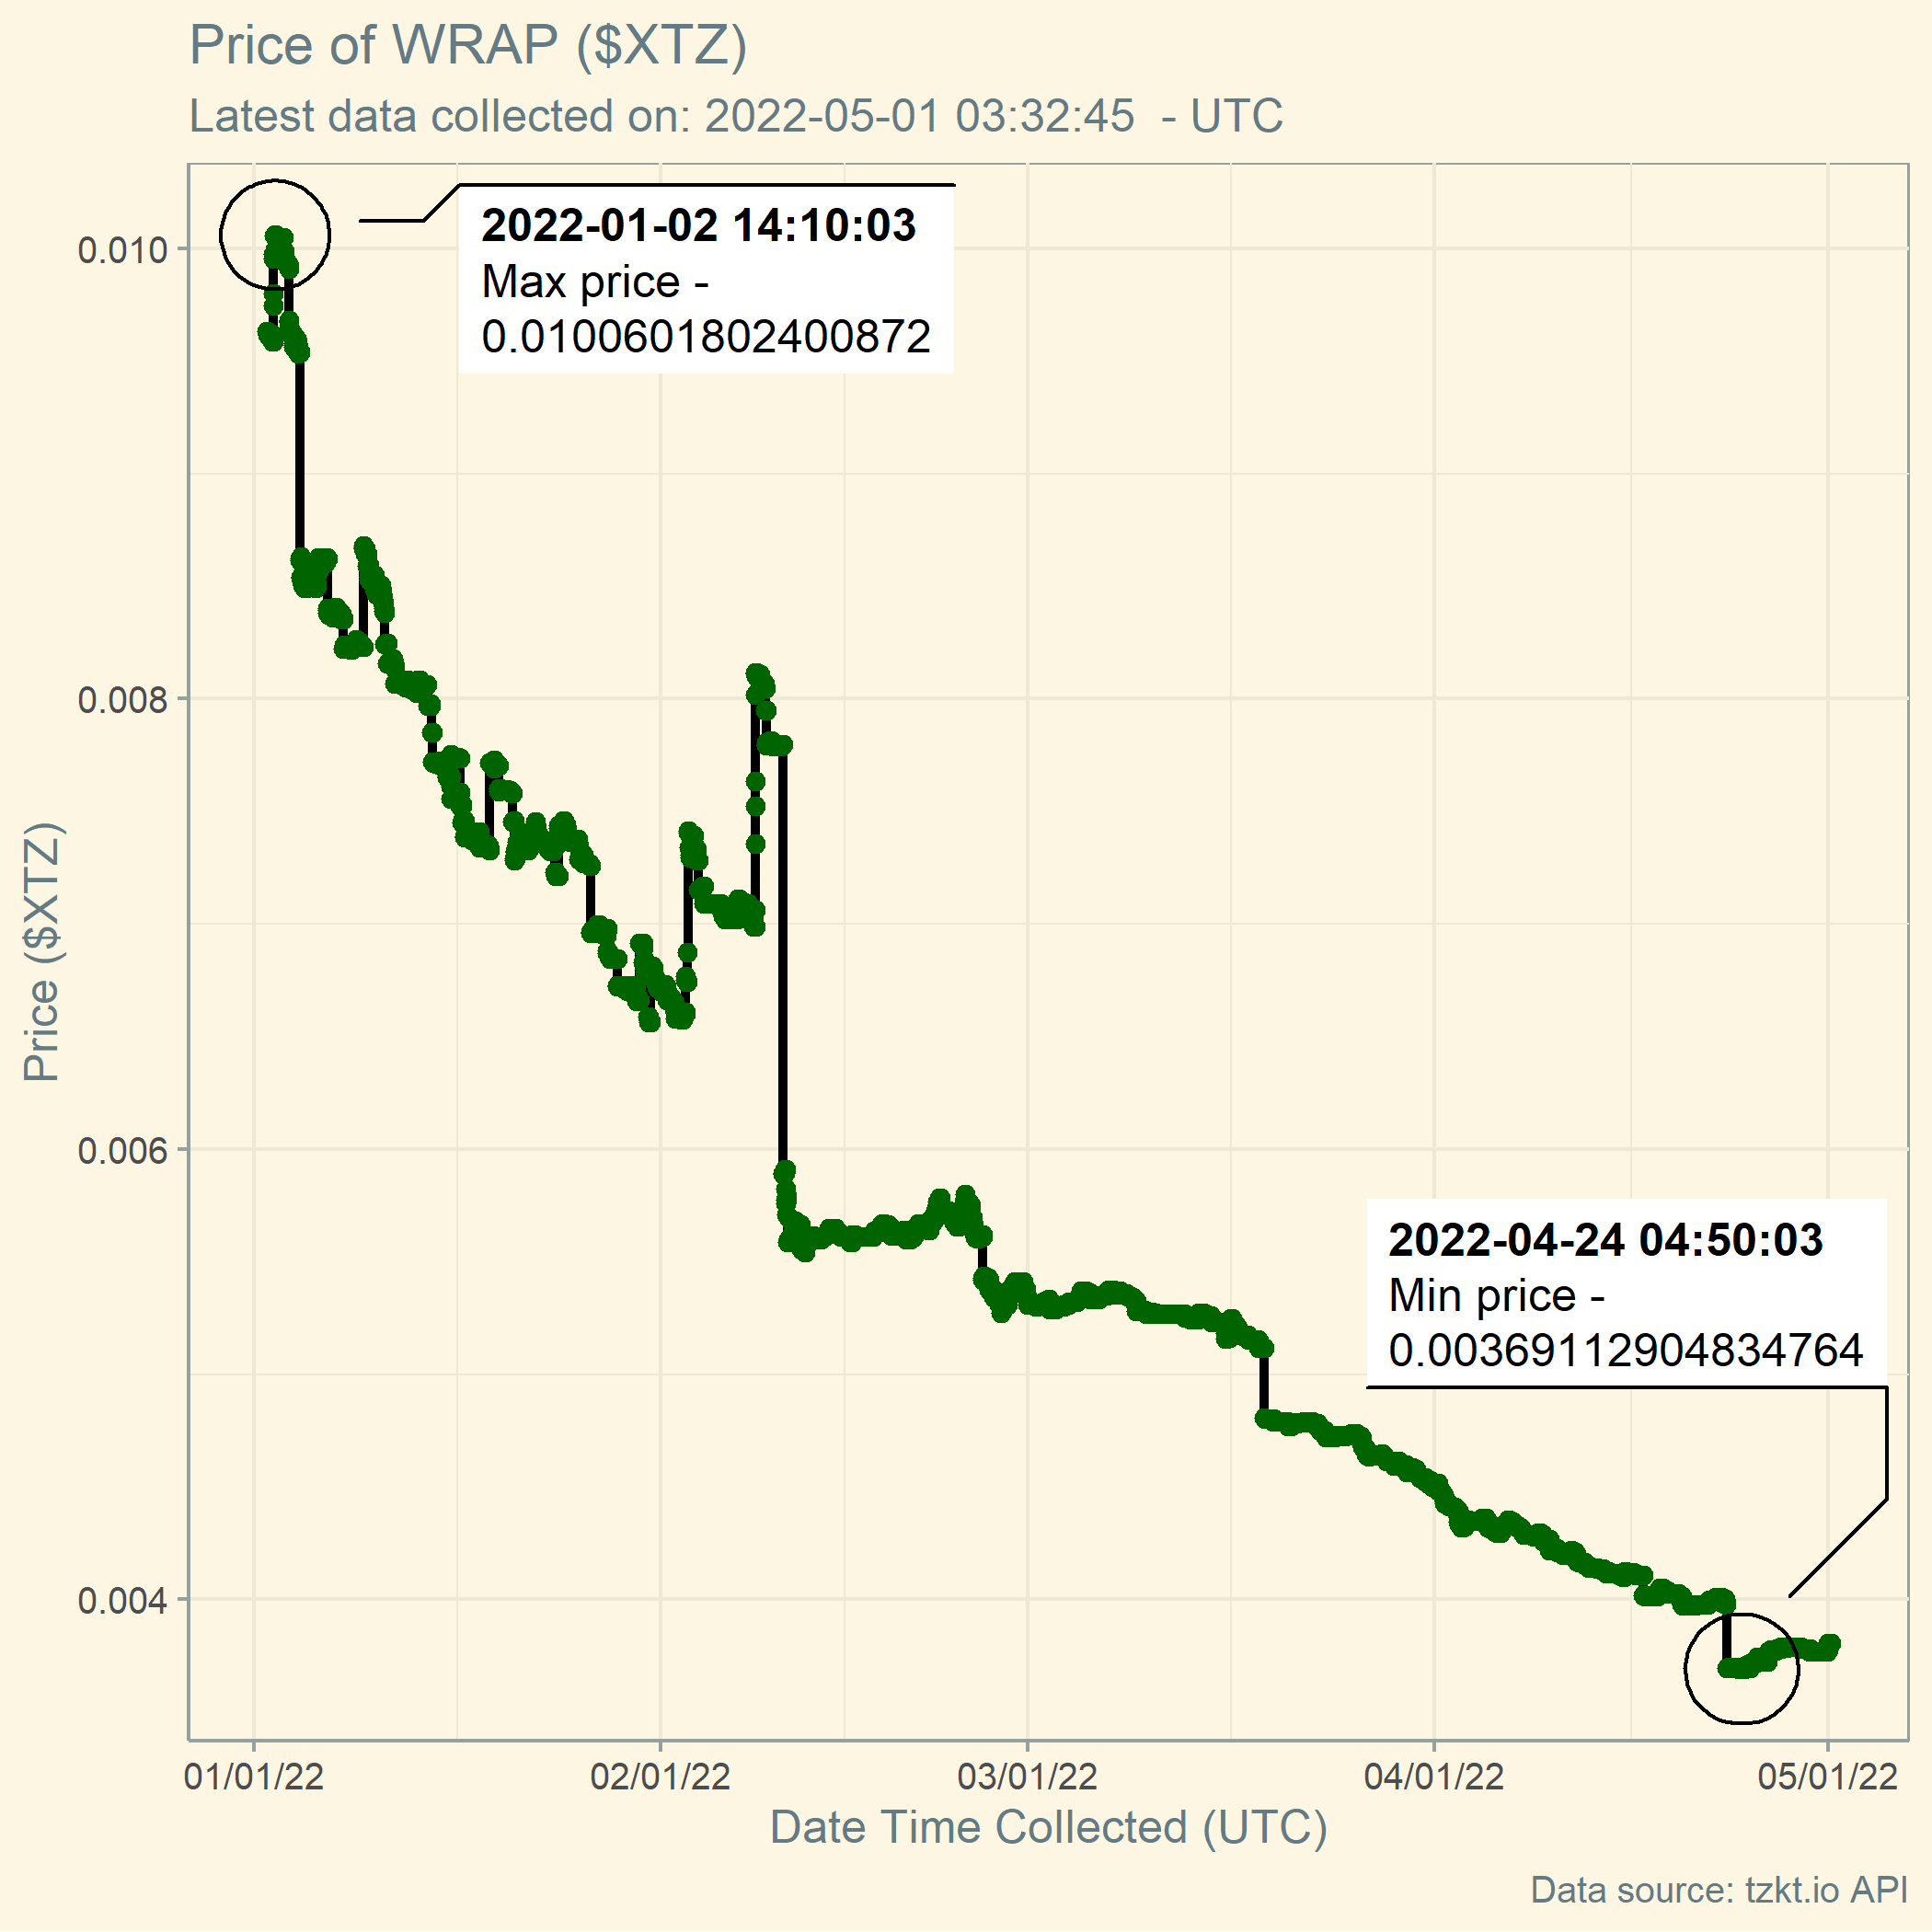 Price of WRAP ($XTZ)
Latest data collected on: 2022-05-01 03:32:45  - UTC
2022-01-02 14:10:03
Max price -
0.0100601802400872
0.010
0.008
0.006
0.004
Price ($XTZ)
2022-04-24 04:50:03
Min price -
0.00369112904834764
01/01/22 02/01/22 03/01/22 04/01/22 05/01/22
Date Time Collected (UTC)
Data source: tzkt.io API